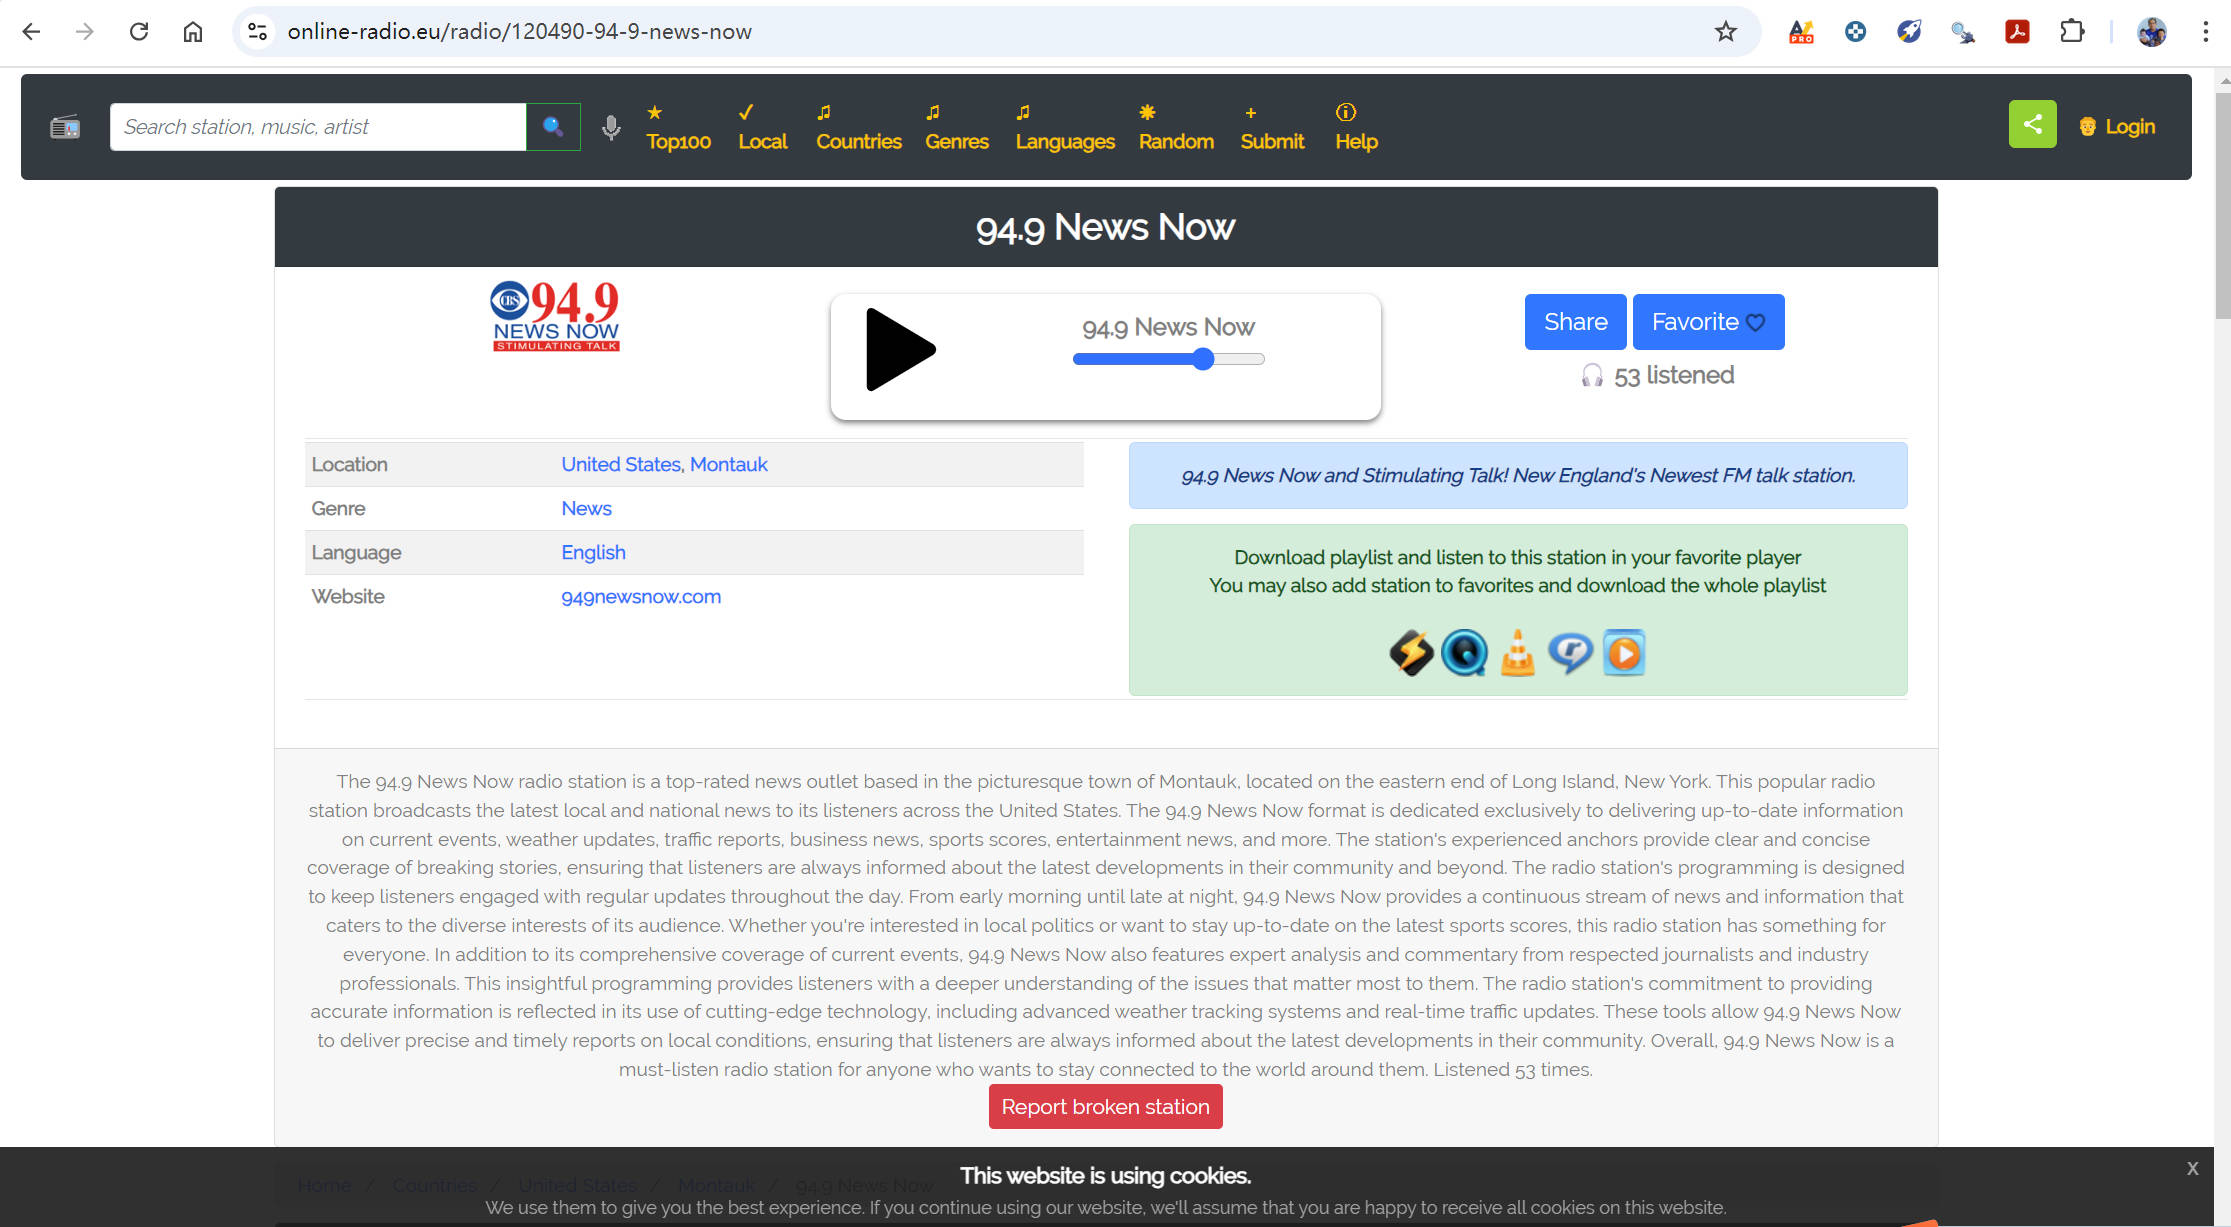 online-radio.eu/radio/120490-94-9-news-now
Search station, music, artist
Top100
Local
Countries
Genres
Languages
Random
Submit
Help
Login
94.9 News Now
CBS 94.9
NEWS NOW
STIMULATING TALK
94.9 News Now
Share
Favorite
53 listened
Location
United States, Montauk
Genre
News
Language
English
Website
949newsnow.com
94.9 News Now and Stimulating Talk! New England's Newest FM talk station.
Download playlist and listen to this station in your favorite player
You may also add station to favorites and download the whole playlist
The 94.9 News Now radio station is a top-rated news outlet based in the picturesque town of Montauk, located on the eastern end of Long Island, New York. This popular radio
station broadcasts the latest local and national news to its listeners across the United States. The 94.9 News Now format is dedicated exclusively to delivering up-to-date information
on current events, weather updates, traffic reports, business news, sports scores, entertainment news, and more. The station's experienced anchors provide clear and concise
coverage of breaking stories, ensuring that listeners are always informed about the latest developments in their community and beyond. The radio station's programming is designed
to keep listeners engaged with regular updates throughout the day. From early morning until late at night, 94.9 News Now provides a continuous stream of news and information that
caters to the diverse interests of its audience. Whether you're interested in local politics or want to stay up-to-date on the latest sports scores, this radio station has something for
everyone. In addition to its comprehensive coverage of current events, 94.9 News Now also features expert analysis and commentary from respected journalists and industry
professionals. This insightful programming provides listeners with a deeper understanding of the issues that matter most to them. The radio station's commitment to providing
accurate information is reflected in its use of cutting-edge technology, including advanced weather tracking systems and real-time traffic updates. These tools allow 94.9 News Now
to deliver precise and timely reports on local conditions, ensuring that listeners are always informed about the latest developments in their community. Overall, 94.9 News Now is a
must-listen radio station for anyone who wants to stay connected to the world around them. Listened 53 times.
Report broken station
This website is using cookies.
X
Home / Countries / United States / Montauk / 94.9 News Now
We use them to give you the best experience. If you continue using our website, we'll assume that you are happy to receive all cookies on this website.